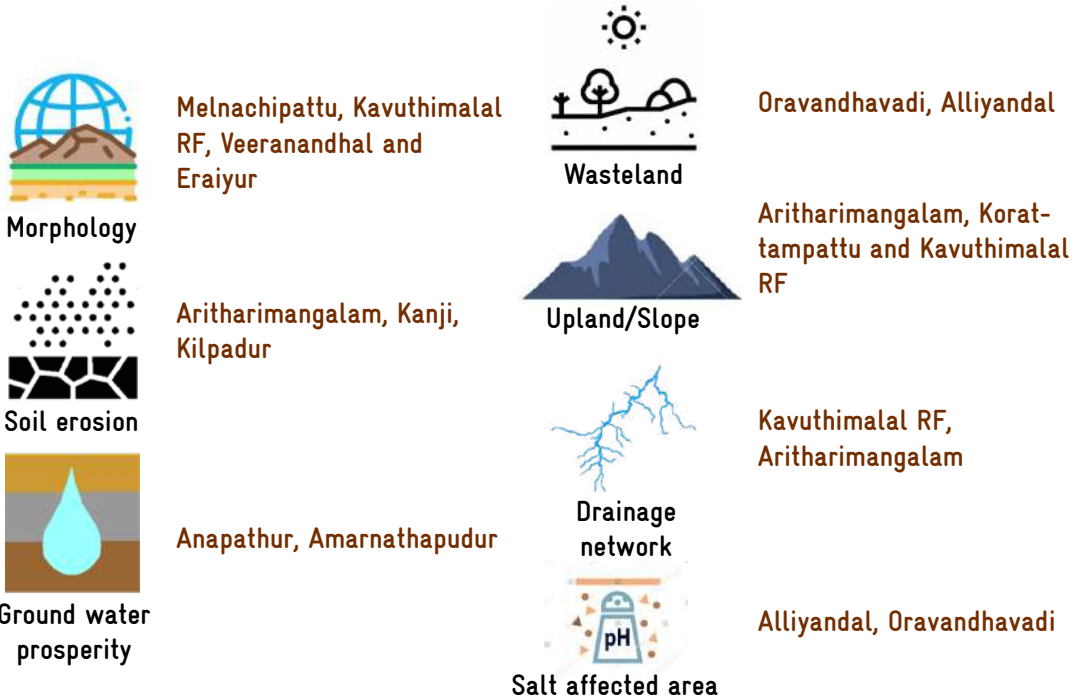 Melnachipattu, Kavuthimalal
RF, Veeranandhal and
Eraiyur
Morphology
Aritharimangalam, Kanji,
Kilpadur
Soil erosion
Anapathur, Amarnathapudur
Ground water
prosperity
Oravandhavadi, Alliyandal
Wasteland
Aritharimangalam, Korat-
tampattu and Kavuthimalal
RF
Upland/Slope
Kavuthimalal RF,
Aritharimangalam
Drainage
network
pH
Alliyandal, Oravandhavadi
Salt affected area